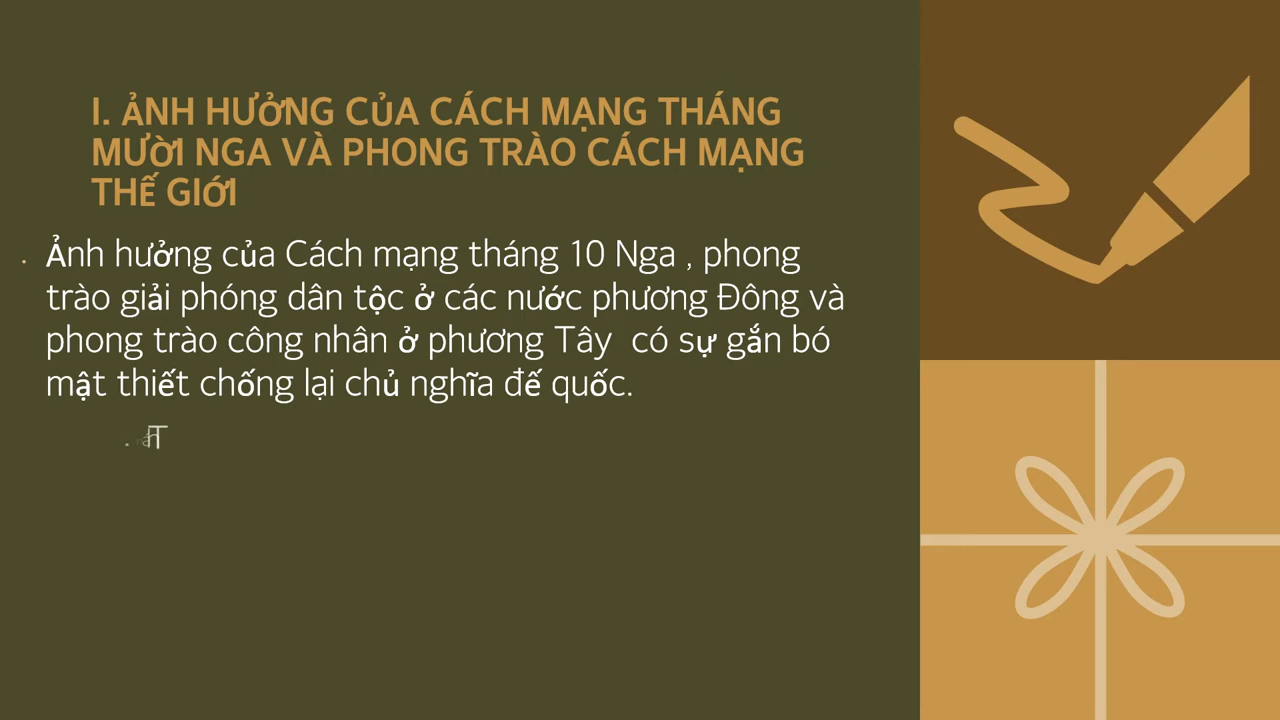 I. ẢNH HƯỞNG CỦA CÁCH MẠNG THÁNG
MƯỜI NGA VÀ PHONG TRÀO CÁCH MẠNG
THẾ GIỚI
• Ảnh hưởng của Cách mạng tháng 10 Nga , phong
trào giải phóng dân tộc ở các nước phương Đông và
phong trào công nhân ở phương Tây có sự gắn bó
mật thiết chống lại chủ nghĩa đế quốc.